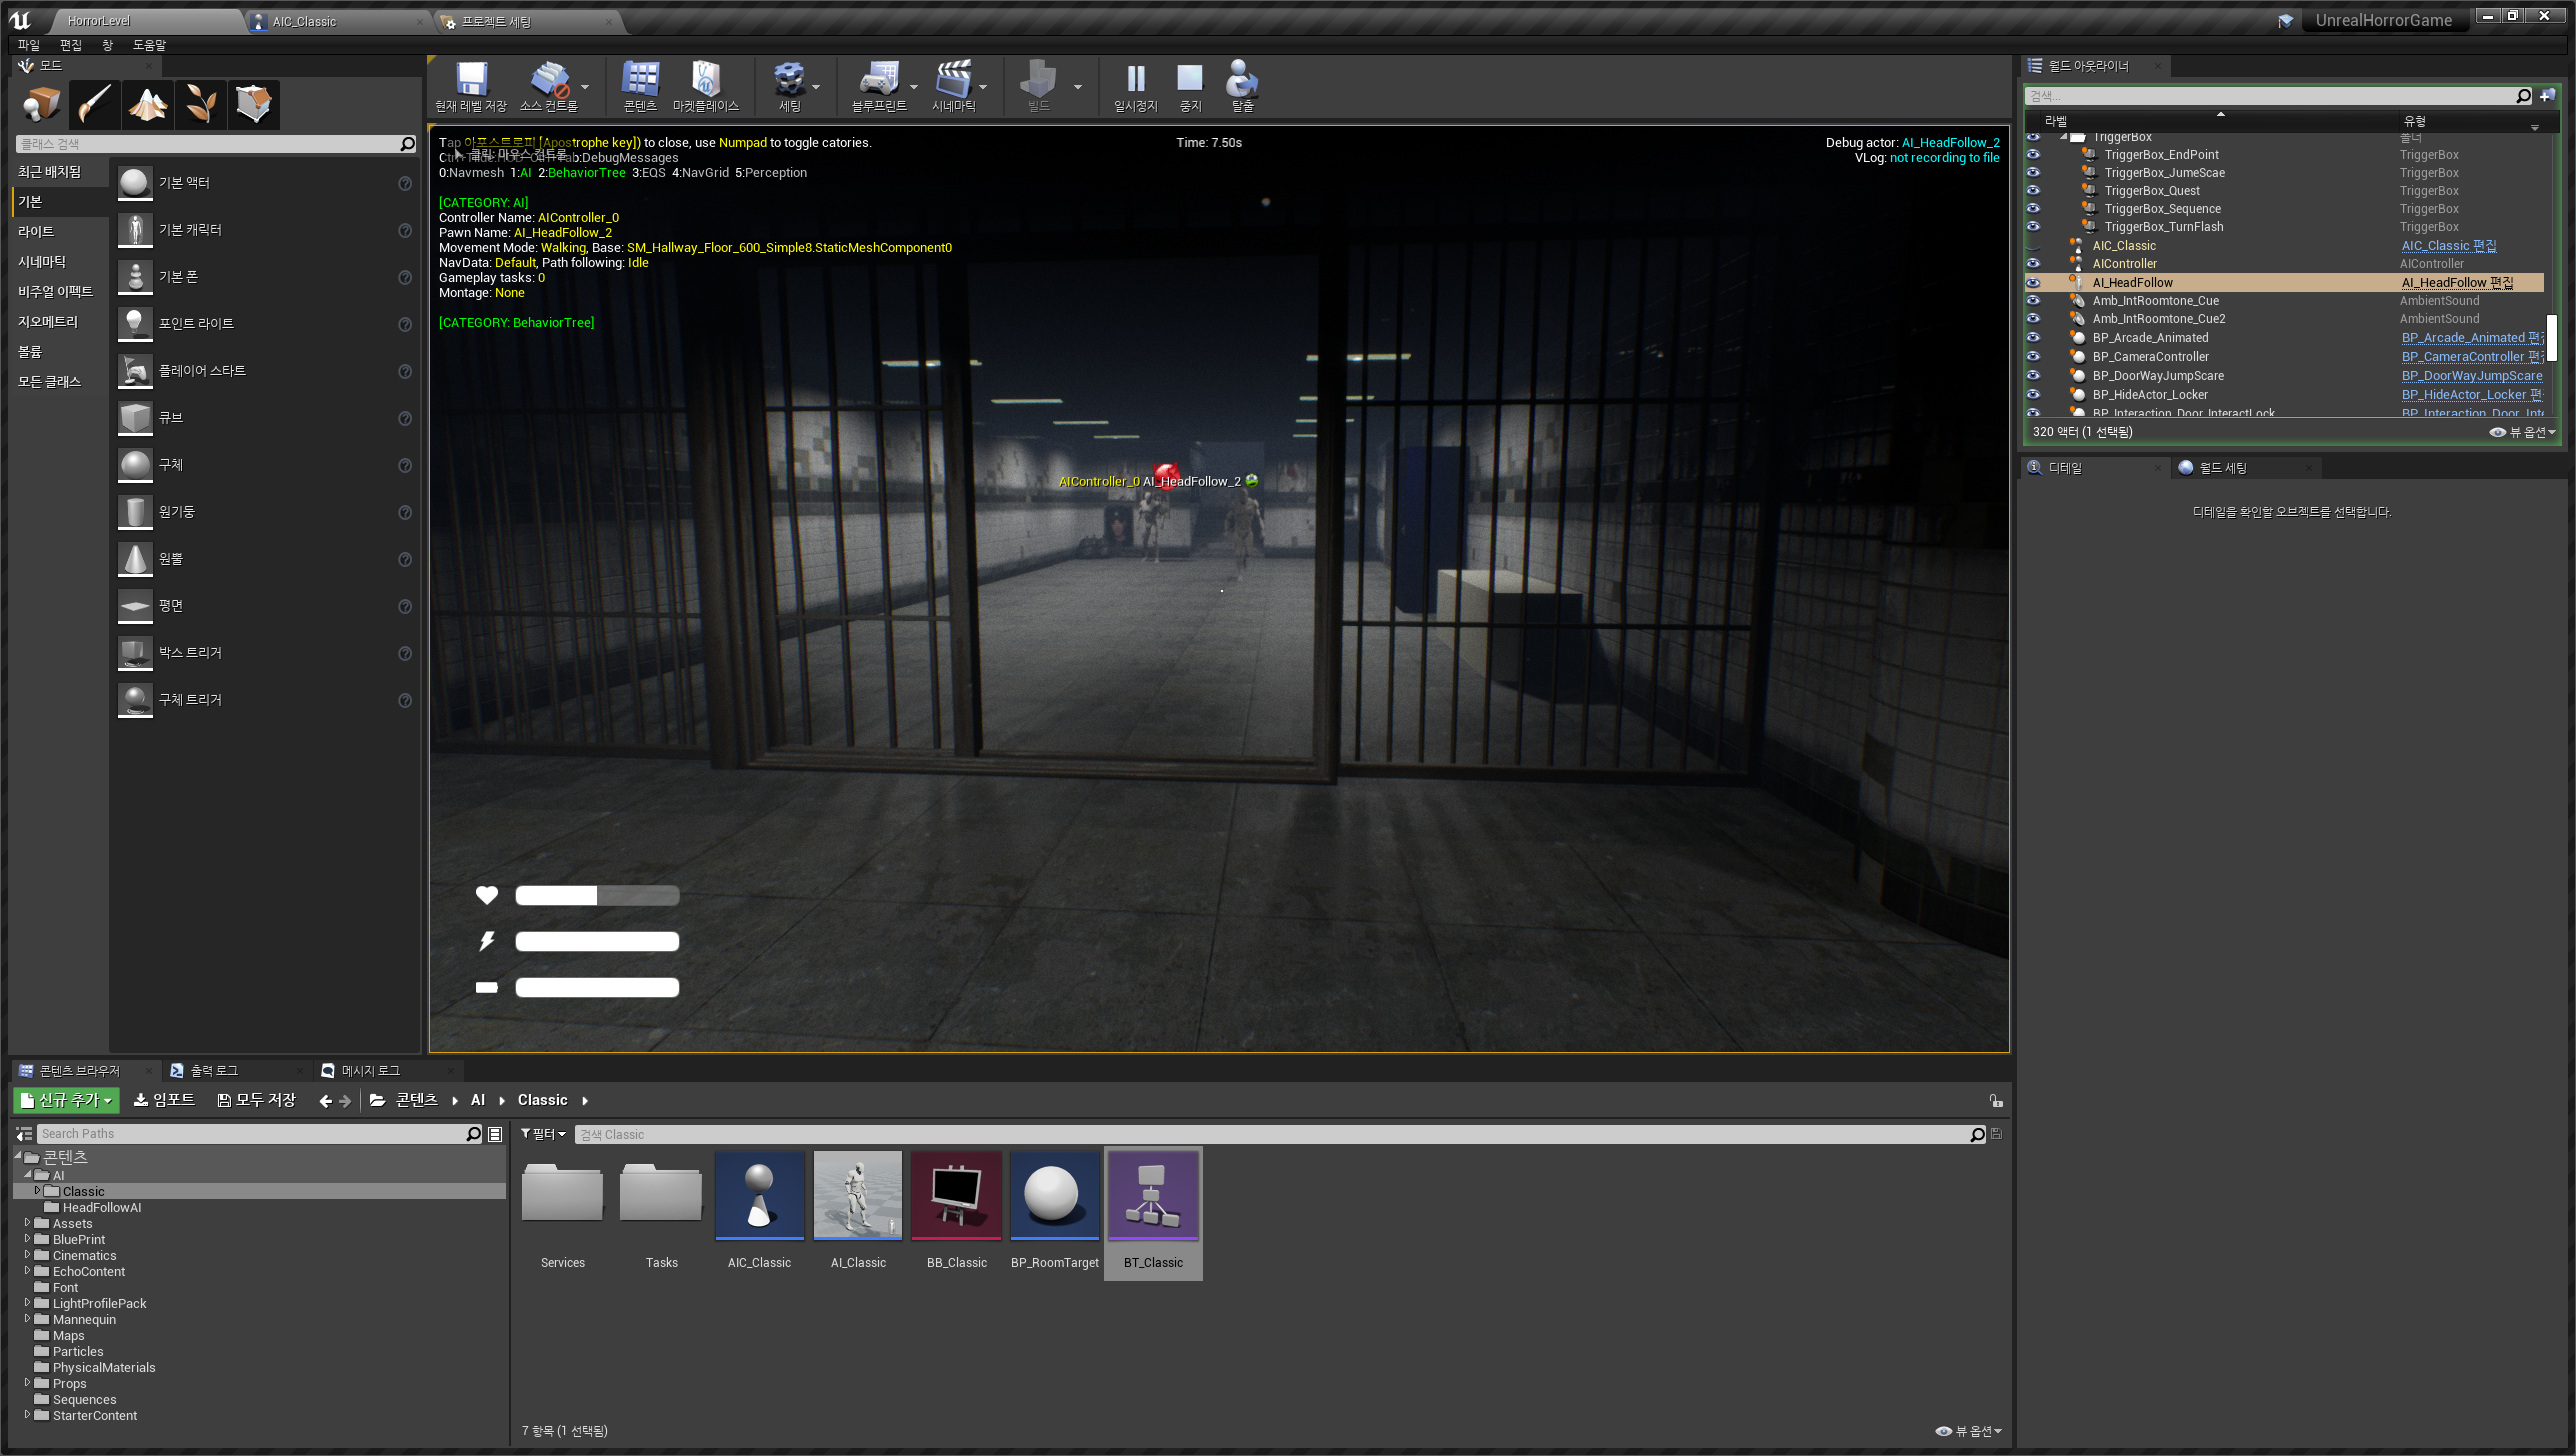 HorrorLevel
AIC_Classic
프로젝트 세팅
UnrealHorrorGame
파일 편집 창 도움말
모드
클래스 검색
최근 배치됨
기본
라이트
시네마틱
비주얼 이펙트
지오메트리
볼륨
모든 클래스
기본 액터
기본 캐릭터
기본 폰
포인트 라이트
플레이어 스타트
큐브
구체
원기둥
원뿔
평면
박스 트리거
구체 트리거
현재 레벨 저장
소스 컨트롤
콘텐츠
마켓플레이스
세팅
블루프린트
시네마틱
빌드
일시정지
중지
탈출
Tap 아포스트로피 [Apostrophe key]) to close, use Numpad to toggle catories.
클릭: 마우스 컨트롤
DebugMessages
0:Navmesh 1:AI 2:BehaviorTree 3:EQS 4:NavGrid 5:Perception
Time: 7.50s
Debug actor: AI_HeadFollow_2
VLog: not recording to file
[CATEGORY: AI]
Controller Name: AIController_0
Pawn Name: AI_HeadFollow_2
Movement Mode: Walking, Base: SM_Hallway_Floor_600_Simple8.StaticMeshComponent0
NavData: Default, Path following: Idle
Gameplay tasks: 0
Montage: None
[CATEGORY: BehaviorTree]
AIController_0 AI_HeadFollow_2
월드 아웃라이너
검색...
라벨 유형
TriggerBox 폴더
TriggerBox_EndPoint TriggerBox
TriggerBox_JumeScae TriggerBox
TriggerBox_Quest TriggerBox
TriggerBox_Sequence TriggerBox
TriggerBox_TurnFlash TriggerBox
AIC_Classic AIC_Classic 편집
AIController AIController
AI_HeadFollow AI_HeadFollow 편집
Amb_IntRoomtone_Cue AmbientSound
Amb_IntRoomtone_Cue2 AmbientSound
BP_Arcade_Animated BP_Arcade_Animated
BP_CameraController BP_CameraController
BP_DoorWayJumpScare BP_DoorWayJumpScare
BP_HideActor_Locker BP_HideActor_Locker
BP_Interaction_Door_InteractLock BP_Interaction_Door_Inte
320 액터 (1 선택됨)
뷰 옵션
디테일
월드 세팅
디테일을 확인할 오브젝트를 선택합니다.
콘텐츠 브라우저
출력 로그
메시지 로그
신규 추가
임포트
모두 저장
콘텐츠
AI
Classic
Search Paths
콘텐츠
AI
Classic
HeadFollowAI
Assets
BluePrint
Cinematics
EchoContent
Font
LightProfilePack
Mannequin
Maps
Particles
PhysicalMaterials
Props
Sequences
StarterContent
필터
검색 Classic
Services
Tasks
AIC_Classic
AI_Classic
BB_Classic
BP_RoomTarget
BT_Classic
7 항목 (1 선택됨)
뷰 옵션